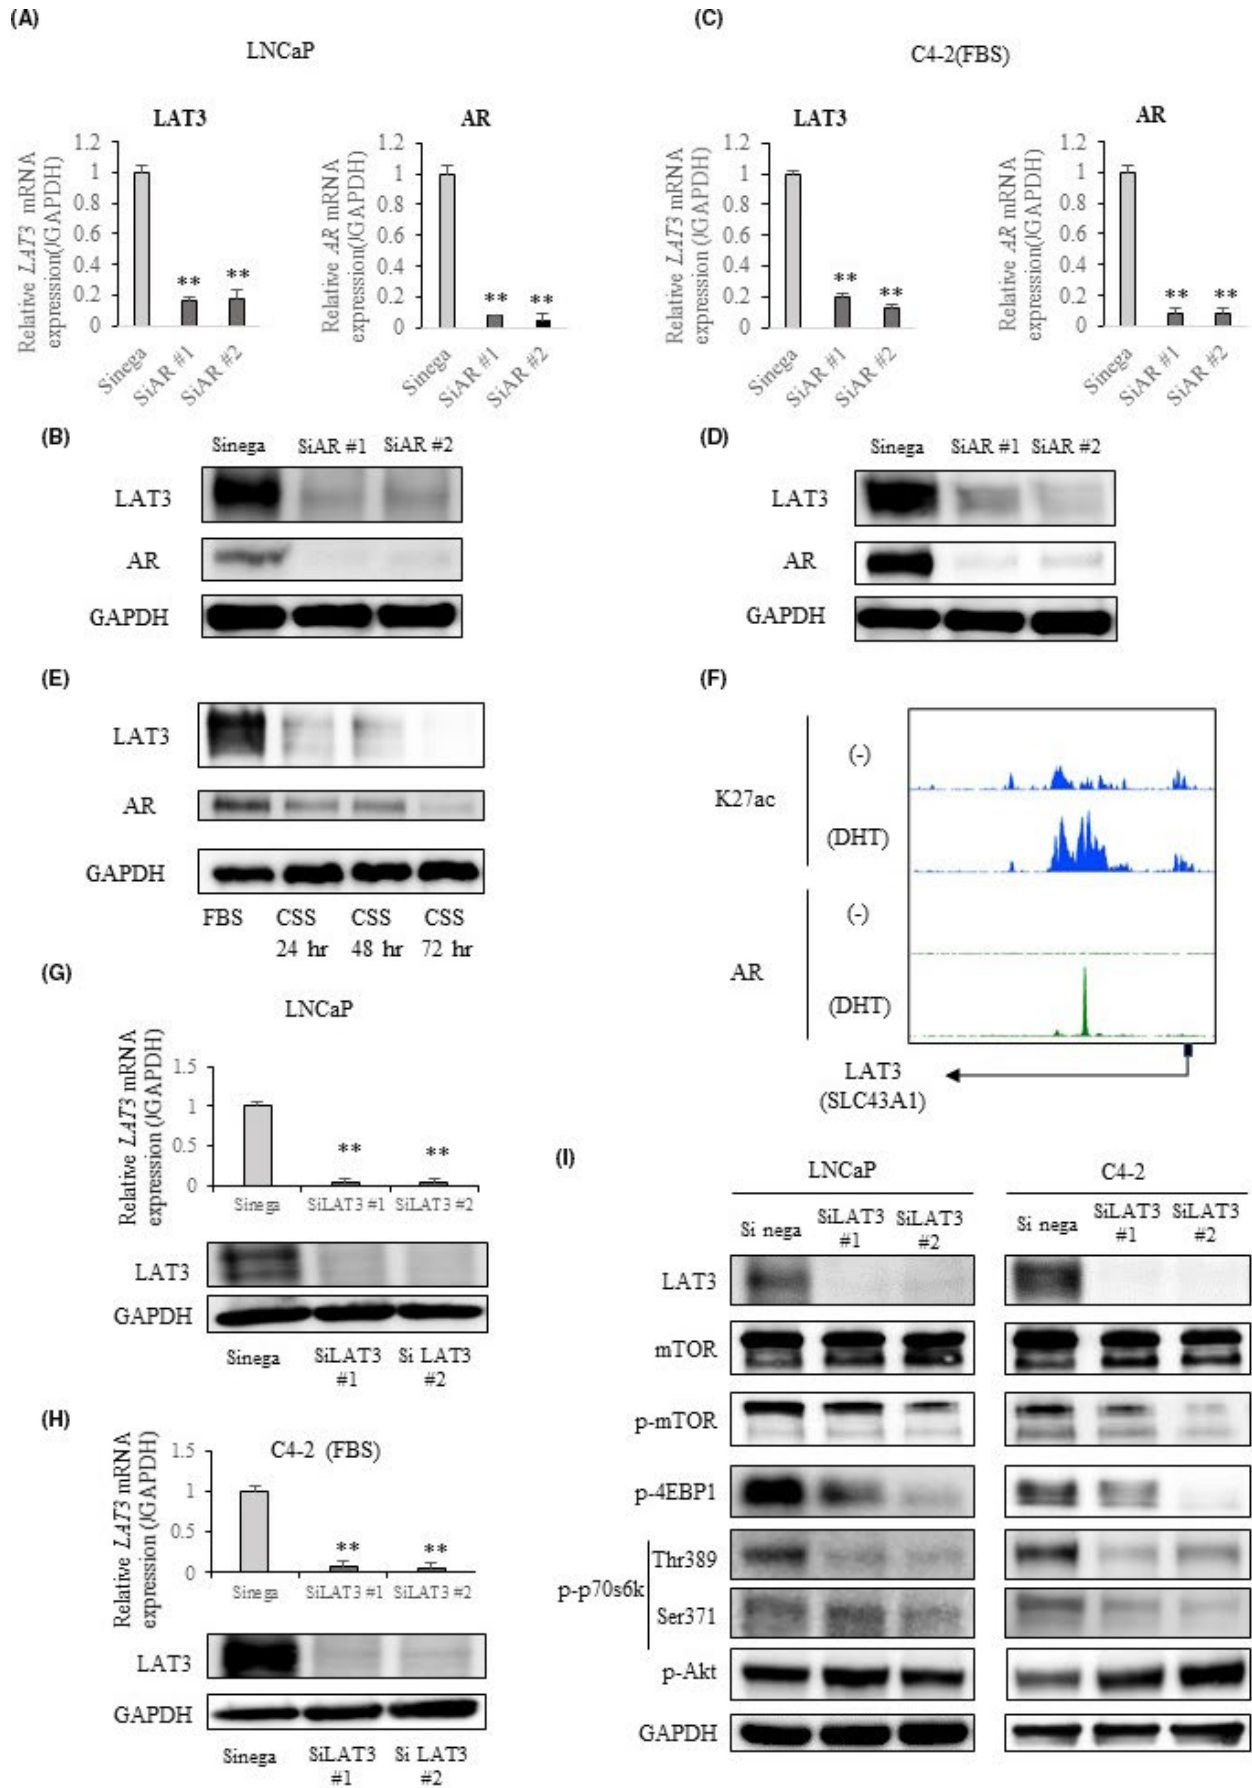 (A)
LNCaP
LAT3
Relative LAT3 mRNA
expression(/GAPDH)
1.2
1
0.8
0.6
0.4
0.2
0
**
**
Sinega
SiAR #1
SiAR #2
AR
Relative AR mRNA
expression(/GAPDH)
1.2
1
0.8
0.6
0.4
0.2
0
**
**
Sinega
SiAR #1
SiAR #2
(C)
C4-2(FBS)
LAT3
Relative LAT3 mRNA
expression (/GAPDH)
1.2
1
0.8
0.6
0.4
0.2
0
**
**
Sinega
SiAR #1
SiAR #2
AR
Relative AR mRNA
expression(/GAPDH)
1.2
1
0.8
0.6
0.4
0.2
0
**
**
Sinega
SiAR #1
SiAR #2
(B)
Sinega SiAR #1 SiAR #2
LAT3
AR
GAPDH
(D)
Sinega SiAR #1 SiAR #2
LAT3
AR
GAPDH
(E)
LAT3
AR
GAPDH
FBS CSS CSS CSS
24 hr 48 hr 72 hr
(F)
K27ac
(-)
(DHT)
AR
(-)
(DHT)
LAT3
(SLC43A1)
(G)
LNCaP
Relative LAT3 mRNA
expression (/GAPDH)
1.5
1
0.5
0
**
**
Sinega SiLAT3 #1 SiLAT3 #2
LAT3
GAPDH
Sinega SiLAT3 Si LAT3
#1 #2
(H)
C4-2 (FBS)
Relative LAT3 mRNA
expression (/GAPDH)
1.5
1
0.5
0
**
**
Sinega SiLAT3 #1 SiLAT3 #2
LAT3
GAPDH
Sinega SiLAT3 Si LAT3
#1 #2
(I)
LNCaP C4-2
Si nega SiLAT3 SiLAT3 Si nega SiLAT3 SiLAT3
#1 #2 #1 #2
LAT3
mTOR
p-mTOR
p-4EBP1
p-p70s6k
Thr389
Ser371
p-Akt
GAPDH